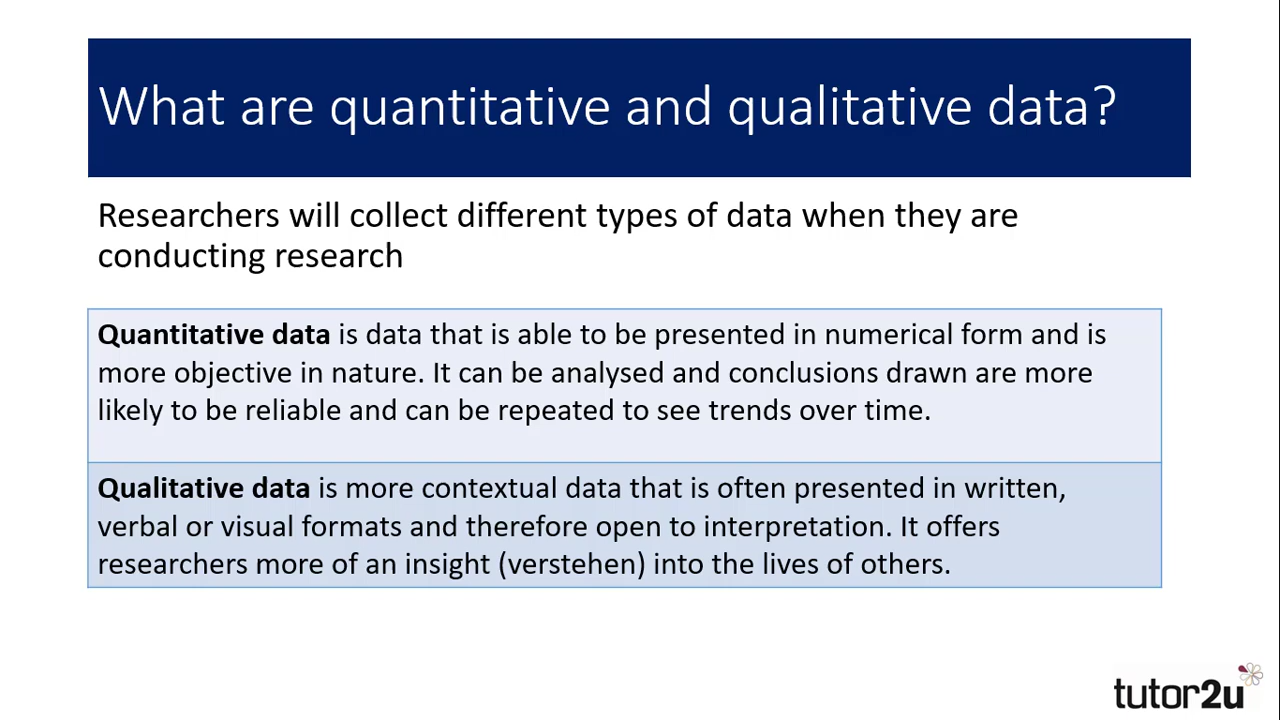 What are quantitative and qualitative data?
Researchers will collect different types of data when they are
conducting research
Quantitative data is data that is able to be presented in numerical form and is
more objective in nature. It can be analysed and conclusions drawn are more
likely to be reliable and can be repeated to see trends over time.
Qualitative data is more contextual data that is often presented in written,
verbal or visual formats and therefore open to interpretation. It offers
researchers more of an insight (verstehen) into the lives of others.
tutor2u